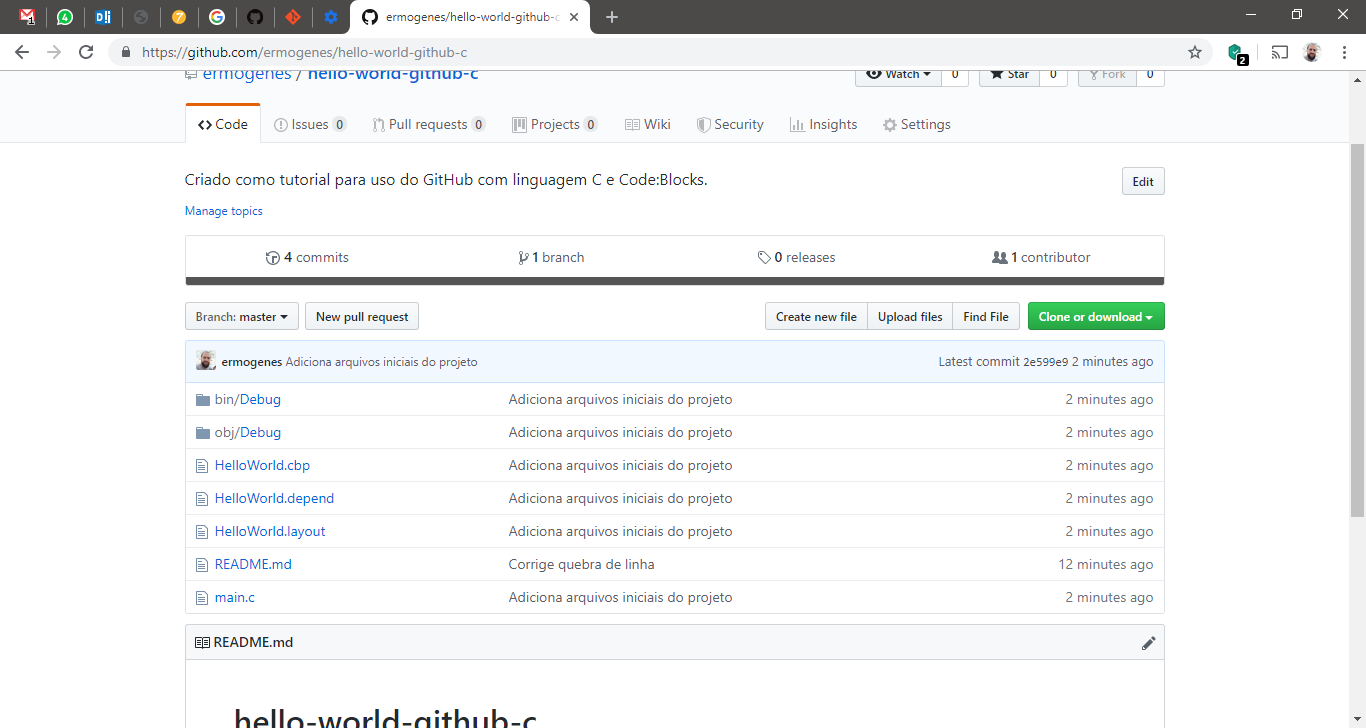 1 4 D 7 G ermogenes/hello-world-github-c
https://github.com/ermogenes/hello-world-github-c 2
ermogenes / hello-world-github-c Watch 0 Star 0 Fork 0
Code Issues 0 Pull requests 0 Projects 0 Wiki Security Insights Settings
Criado como tutorial para uso do GitHub com linguagem C e Code:Blocks. Edit
Manage topics
4 commits 1 branch 0 releases 1 contributor
Branch: master New pull request Create new file Upload files Find File Clone or download
ermogenes Adiciona arquivos iniciais do projeto Latest commit 2e599e9 2 minutes ago
bin/Debug Adiciona arquivos iniciais do projeto 2 minutes ago
obj/Debug Adiciona arquivos iniciais do projeto 2 minutes ago
HelloWorld.cbp Adiciona arquivos iniciais do projeto 2 minutes ago
HelloWorld.depend Adiciona arquivos iniciais do projeto 2 minutes ago
HelloWorld.layout Adiciona arquivos iniciais do projeto 2 minutes ago
README.md Corrige quebra de linha 12 minutes ago
main.c Adiciona arquivos iniciais do projeto 2 minutes ago
README.md
hello-world-github-c